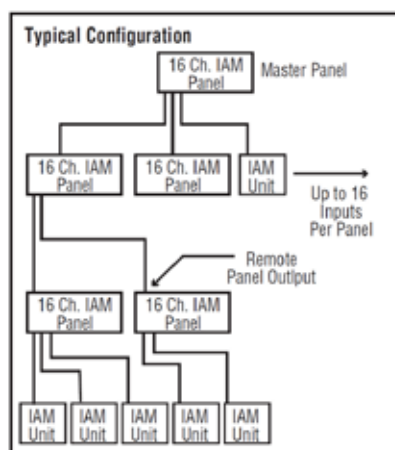 Typical Configuration
16 Ch. IAM
Panel
Master Panel
16 Ch. IAM
Panel
16 Ch. IAM
Panel
IAM
Unit
Up to 16
Inputs
Per Panel
Remote
Panel Outlput
16 Ch. IAM
Panel
16 Ch. IAM
Panel
IAM
Unit
IAM
Unit
IAM
Unit
IAM
Unit
IAM
Unit